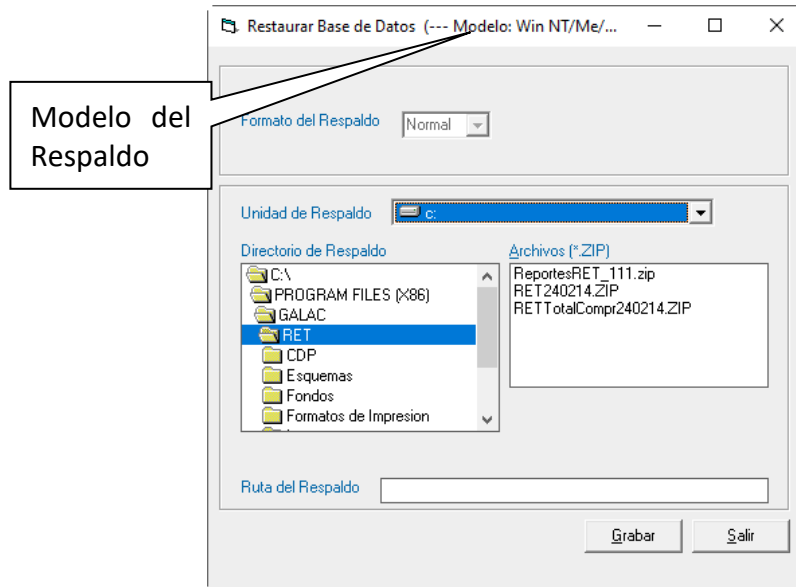 Restaurar Base de Datos (--- Modelo: Win NT/Me/...
Modelo del
Respaldo
Formato del Respaldo
Normal
Unidad de Respaldo
c:
Directorio de Respaldo
Archivos (*.ZIP)
C:\
PROGRAM FILES (X86)
GALAC
RET
CDP
Esquemas
Fondos
Formatos de Impresion
ReportesRET_111.zip
RET240214.ZIP
RETTotalCompr240214.ZIP
Ruta del Respaldo
Grabar
Salir